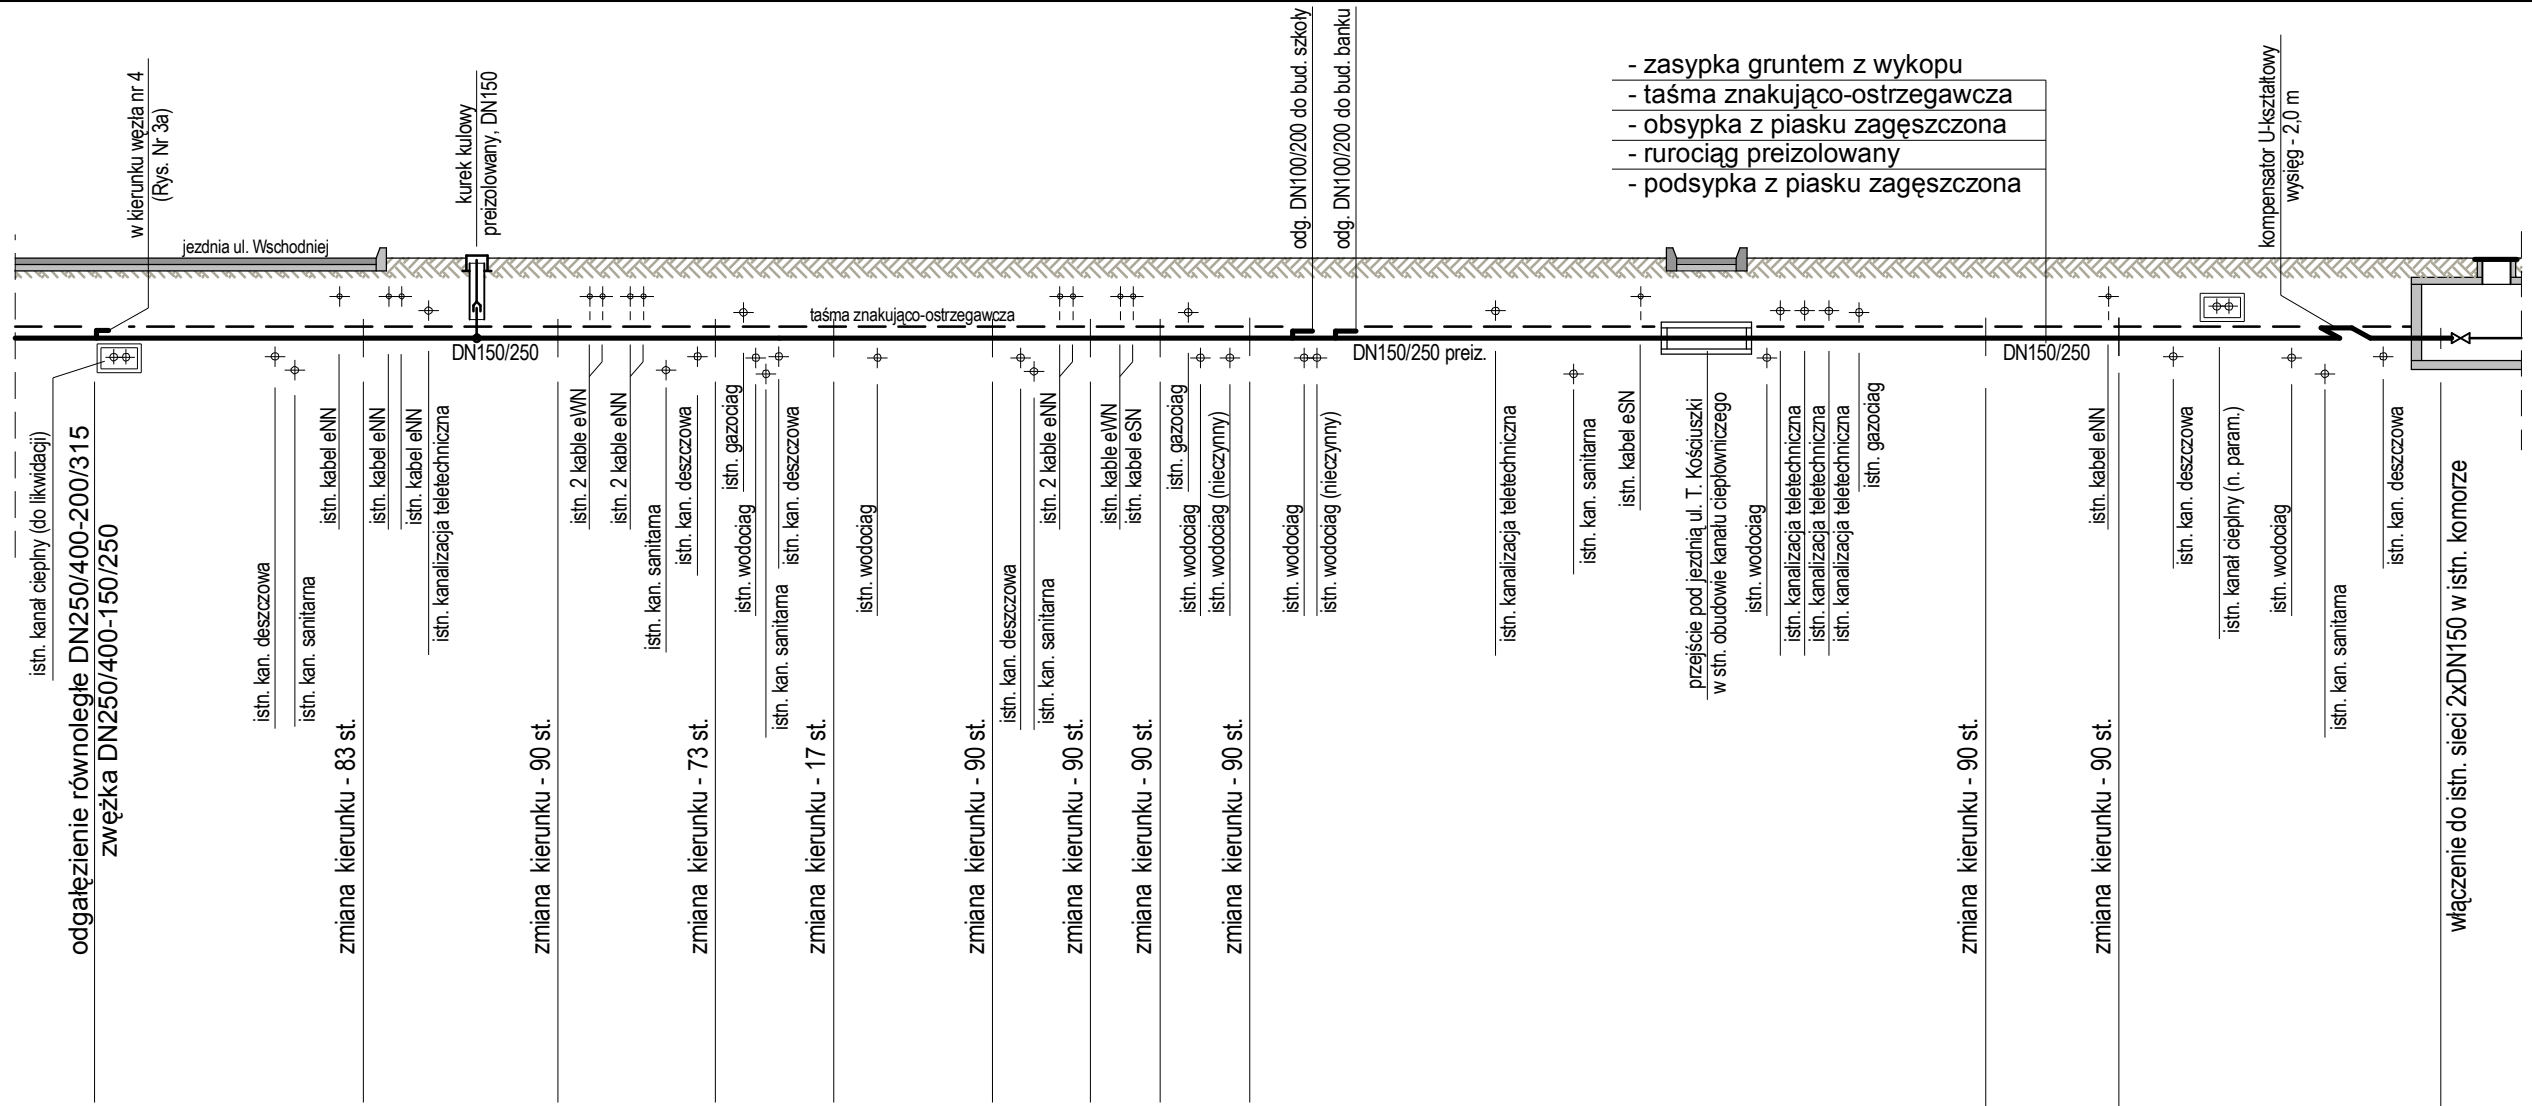 w kierunku węzła nr 4
(Rys. Nr 3a)
kurek kulowy
preizolowany, DN150
odg. DN100/200 do bud. szkoły
odg. DN100/200 do bud. banku
- zasypka gruntem z wykopu
- taśma znakująco-ostrzegawcza
- obsypka z piasku zagęszczona
- rurociąg preizolowany
- podsypka z piasku zagęszczona
kompensator U-kształtowy
wysięg - 2,0 m
jezdnia ul. Wschodniej
taśma znakująco-ostrzegawcza
DN150/250
DN150/250 preiz.
DN150/250
istn. kanał cieplny (do likwidacji)
odgałęzienie równoległe DN250/400-200/315
zwężka DN250/400-150/250
istn. kan. deszczowa
istn. kan. sanitarna
istn. kabel eNN
zmiana kierunku - 83 st.
istn. kabel eNN
istn. kabel eNN
istn. kanalizacja teletechniczna
zmiana kierunku - 90 st.
istn. 2 kable eWN
istn. 2 kable eNN
istn. kan. sanitarna
istn. kan. deszczowa
zmiana kierunku - 73 st.
istn. gazociag
istn. wodociag
istn. kan. sanitarna
istn. kan. deszczowa
zmiana kierunku - 17 st.
istn. wodociag
zmiana kierunku - 90 st.
istn. kan. deszczowa
istn. kan. sanitarna
istn. 2 kable eNN
zmiana kierunku - 90 st.
istn. kable eWN
istn. kabel eSN
zmiana kierunku - 90 st.
istn. gazociag
istn. wodociag
istn. wodociag (nieczynny)
zmiana kierunku - 90 st.
istn. wodociag
istn. wodociag (nieczynny)
istn. kanalizacja teletechniczna
istn. kan. sanitarna
istn. kabel eSN
przejście pod jezdnią ul. T. Kościuszki
w stn. obudowie kanału ciepłowniczego
istn. wodociag
istn. kanalizacja teletechniczna
istn. kanalizacja teletechniczna
istn. kanalizacja teletechniczna
istn. gazociag
zmiana kierunku - 90 st.
istn. kabel eNN
zmiana kierunku - 90 st.
istn. kan. deszczowa
istn. kanał cieplny (n. param.)
istn. wodociag
istn. kan. sanitarna
istn. kan. deszczowa
włączenie do istn. sieci 2xDN150 w istn. komorze